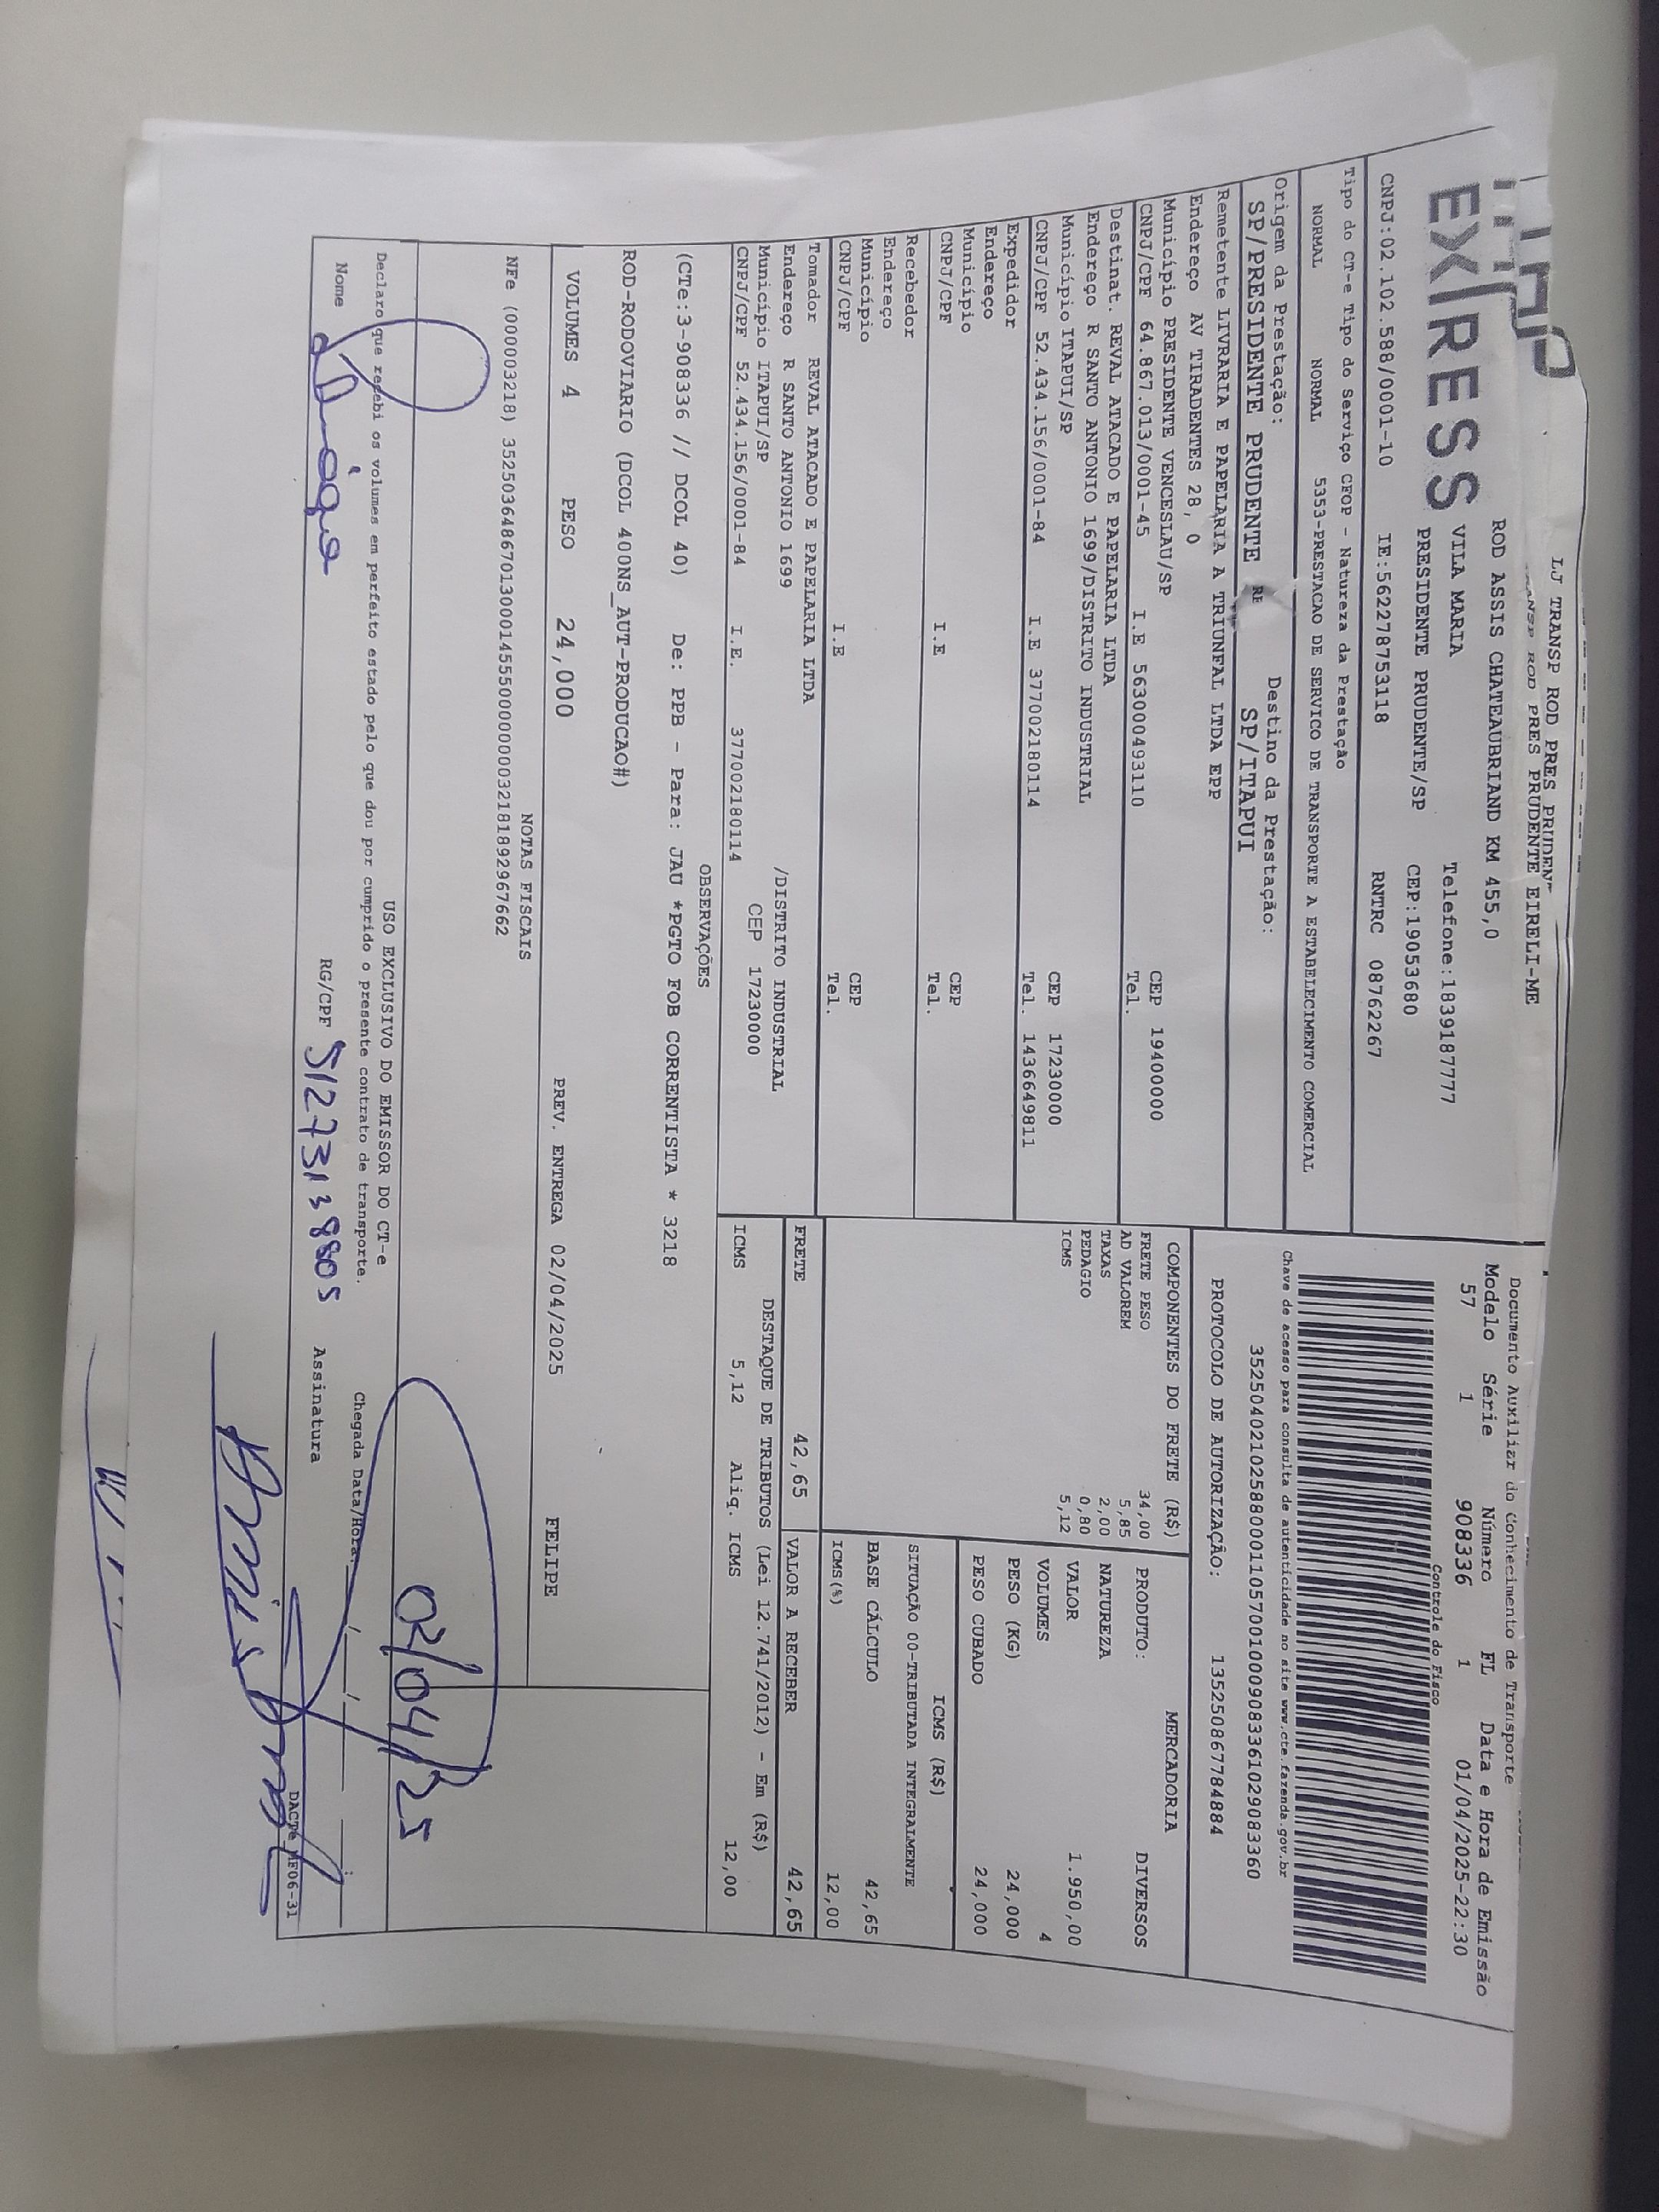 EXPRESS
LJ TRANSP ROD PRES PRUDENT
PRES PRUDENTE EIRELI-ME
ROD ASSIS CHATEAUBRIAND KM 455,0
VILA MARIA Telefone:1839187777
PRESIDENTE PRUDENTE/SP CEP:19053680
CNPJ:02.102.588/0001-10 IE:562278753118 RNTRC 08762267
Documento Auxiliar do Conhecimento de Transporte
Modelo Série Número FL Data e Hora de Emissão
57 1 908336 1 01/04/2025-22:30
Controle do Fisco
Chave de acesso para consulta de autenticidade no site www.cte.fazenda.gov.br
35250402102588000110570010009083361029083360
PROTOCOLO DE AUTORIZAÇÃO: 135250867784884
Tipo do CT-e Tipo do Serviço CFOP - Natureza da Prestação
NORMAL NORMAL 5353-PRESTACAO DE SERVICO DE TRANSPORTE A ESTABELECIMENTO COMERCIAL
Origem da Prestação: Destino da Prestação:
SP/PRESIDENTE PRUDENTE SP/ITAPUI
Remetente LIVRARIA E PAPELARIA A TRIUNFAL LTDA EPP
Endereço AV TIRADENTES 28, 0
Município PRESIDENTE VENCESLAU/SP CEP 19400000
CNPJ/CPF 64.867.013/0001-45 I.E 563000493110 Tel.
Destinat. REVAL ATACADO E PAPELARIA LTDA
Endereço R SANTO ANTONIO 1699/DISTRITO INDUSTRIAL
Município ITAPUI/SP CEP 17230000
CNPJ/CPF 52.434.156/0001-84 I.E 377002180114 Tel. 1436649811
Expedidor
Endereço
Município CEP
CNPJ/CPF I.E Tel.
Recebedor
Endereço
Município CEP
CNPJ/CPF I.E Tel.
Tomador REVAL ATACADO E PAPELARIA LTDA
Endereço R SANTO ANTONIO 1699 /DISTRITO INDUSTRIAL
Município ITAPUI/SP CEP 17230000
CNPJ/CPF 52.434.156/0001-84 I.E. 377002180114
COMPONENTES DO FRETE (R$)
FRETE PESO 34,00
AD VALOREM 5,85
TAXAS 2,00
PEDAGIO 0,80
ICMS 5,12
MERCADORIA
PRODUTO: DIVERSOS
NATUREZA
VALOR 1.950,00
VOLUMES 4
PESO (KG) 24,000
PESO CUBADO 24,000
ICMS (R$)
SITUAÇÃO 00-TRIBUTADA INTEGRALMENTE
BASE CÁLCULO 42,65
ICMS(%) 12,00
FRETE 42,65 VALOR A RECEBER 42,65
DESTAQUE DE TRIBUTOS (Lei 12.741/2012) - Em (R$)
ICMS 5,12 Aliq. ICMS 12,00
OBSERVAÇÕES
(CTe:3-908336 // DCOL 40) De: PPB - Para: JAU *PGTO FOB CORRENTISTA * 3218
ROD-RODOVIARIO (DCOL 400NS_AUT-PRODUCAO#)
VOLUMES 4 PESO 24,000 PREV. ENTREGA 02/04/2025 FELIPE
NOTAS FISCAIS
NFe (000003218) 35250364867013000145550000000032181892967662
02/04/25
USO EXCLUSIVO DO EMISSOR DO CT-e
Declaro que recebi os volumes em perfeito estado pelo que dou por cumprido o presente contrato de transporte. Chegada Data/Hora: __/__/__ __:__
Nome RG/CPF 512731138805 Assinatura
DACTE MF06-31